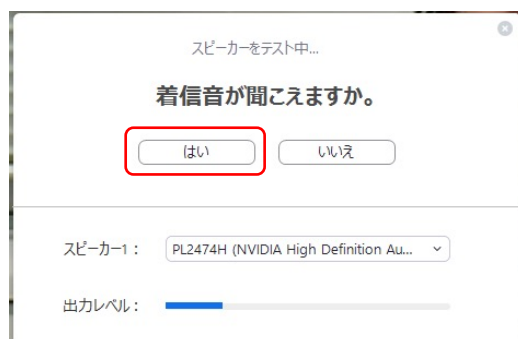 スピーカーをテスト中...
着信音が聞こえますか。
はい いいえ
スピーカー1： PL2474H (NVIDIA High Definition Au...
出力レベル：